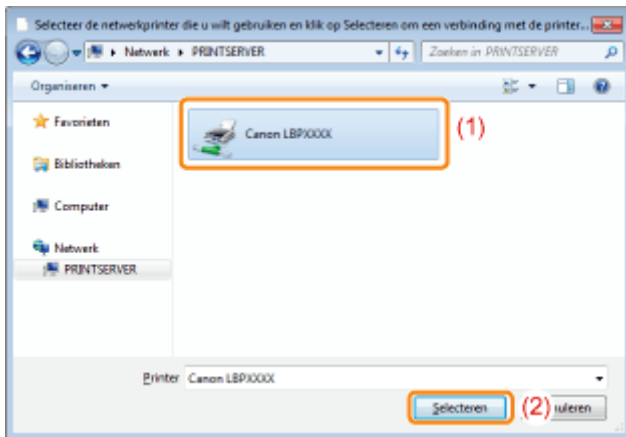 Selecteer de netwerkprinter die u wilt gebruiken en klik op Selecteren om een verbinding met de printer...
Netwerk PRINTSERVER
Zoeken in PRINTSERVER
Organiseren
Favorieten
Canon LBPXXXX
(1)
Bibliotheken
Computer
Netwerk
PRINTSERVER
Printer Canon LBPXXXX
Selecteren
(2)
nuleren